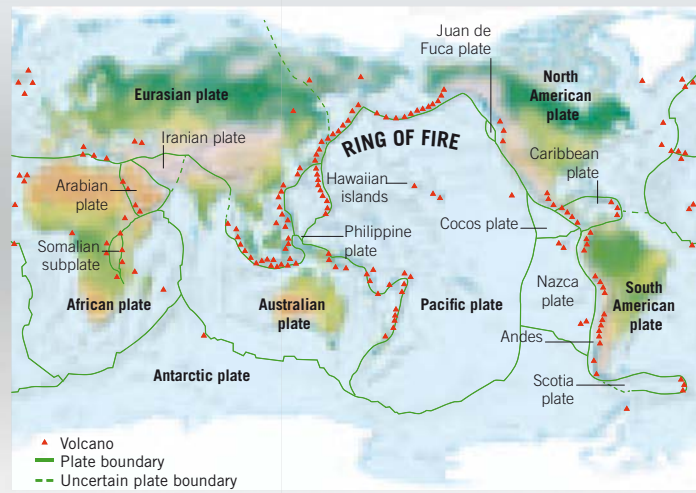 Juan de
Fuca plate
North
American
plate
Eurasian plate
RING OF FIRE
Iranian plate
Caribbean
plate
Arabian
plate
Hawaiian
islands
Cocos plate
Philippine
plate
Somalian
subplate
Nazca
plate
African plate
Australian
plate
Pacific plate
South
American
plate
Andes
Antarctic plate
Scotia
plate
Volcano
Plate boundary
Uncertain plate boundary